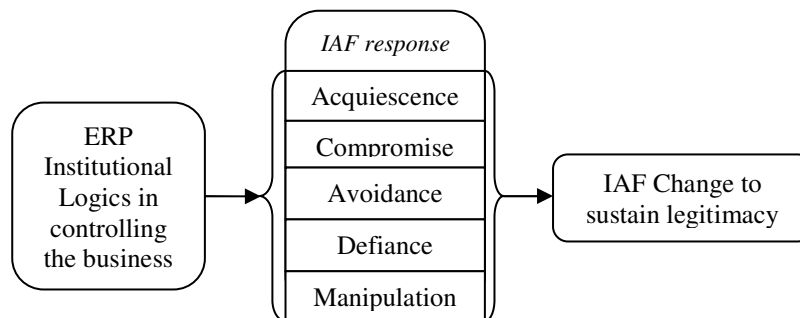 ERP
Institutional
Logics in
controlling
the business
IAF response
Acquiescence
Compromise
Avoidance
Defiance
Manipulation
IAF Change to
sustain legitimacy